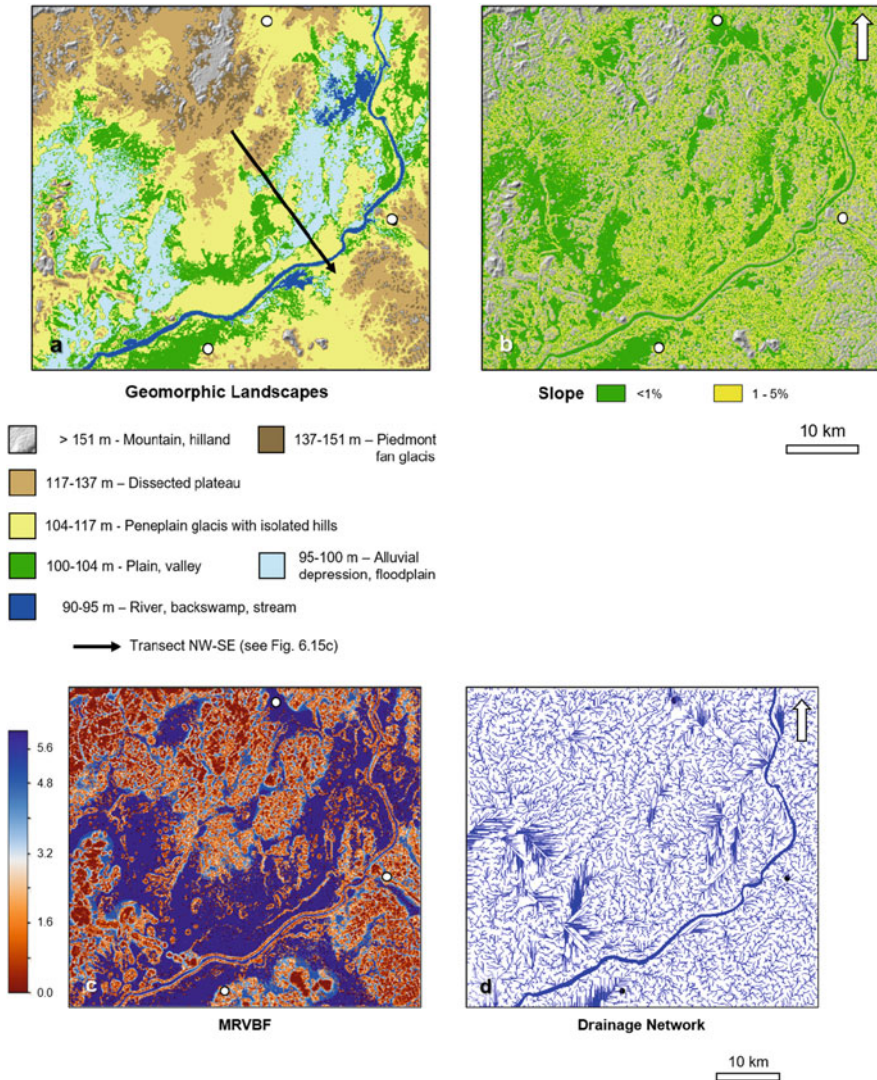 a
b
Geomorphic Landscapes
Slope
<1%
1 - 5%
10 km
> 151 m - Mountain, hilland
137-151 m – Piedmont
fan glacis
117-137 m – Dissected plateau
104-117 m - Peneplain glacis with isolated hills
100-104 m - Plain, valley
95-100 m – Alluvial
depression, floodplain
90-95 m – River, backswamp, stream
Transect NW-SE (see Fig. 6.15c)
5.6
4.8
3.2
1.6
0.0
c
d
MRVBF
Drainage Network
10 km